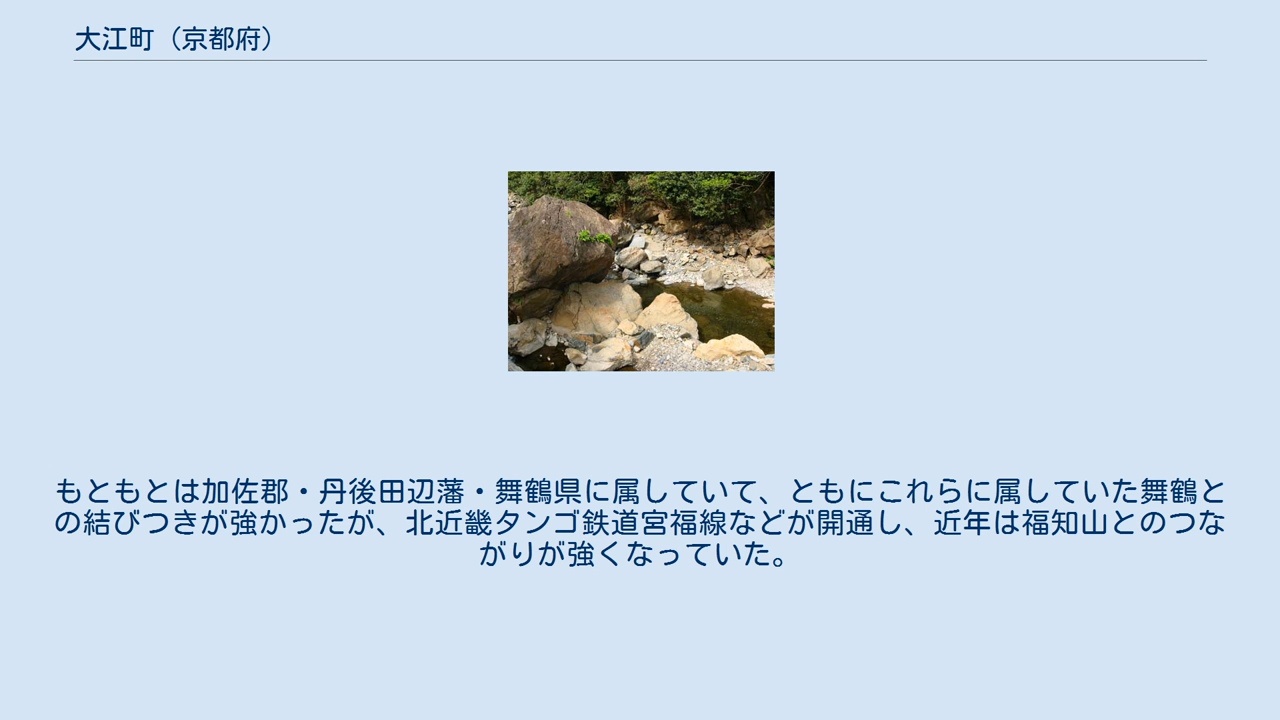 大江町（京都府）
もともとは加佐郡・丹後田辺藩・舞鶴県に属していて、ともにこれらに属していた舞鶴と
の結びつきが強かったが、北近畿タンゴ鉄道宮福線などが開通し、近年は福知山とのつな
がりが強くなっていた。